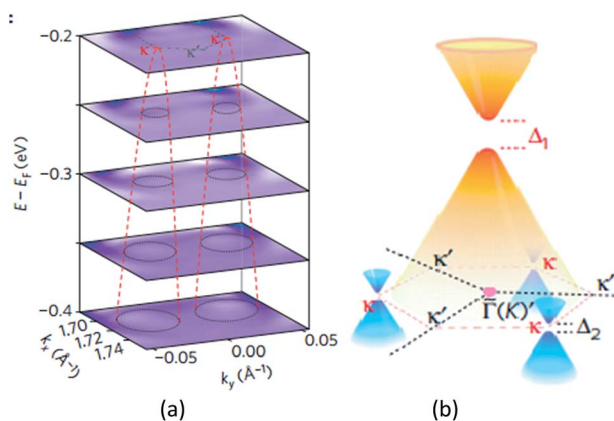 :
−0.2
−0.3
−0.4
E − E_F (eV)
κ
κ′
κ
1.70
1.72
1.74
k_x (Å⁻¹)
−0.05
0.00
0.05
k_y (Å⁻¹)
(a)
Δ₁
κ′
κ
κ′
κ
Γ̄(K)′
κ′
κ
Δ₂
(b)